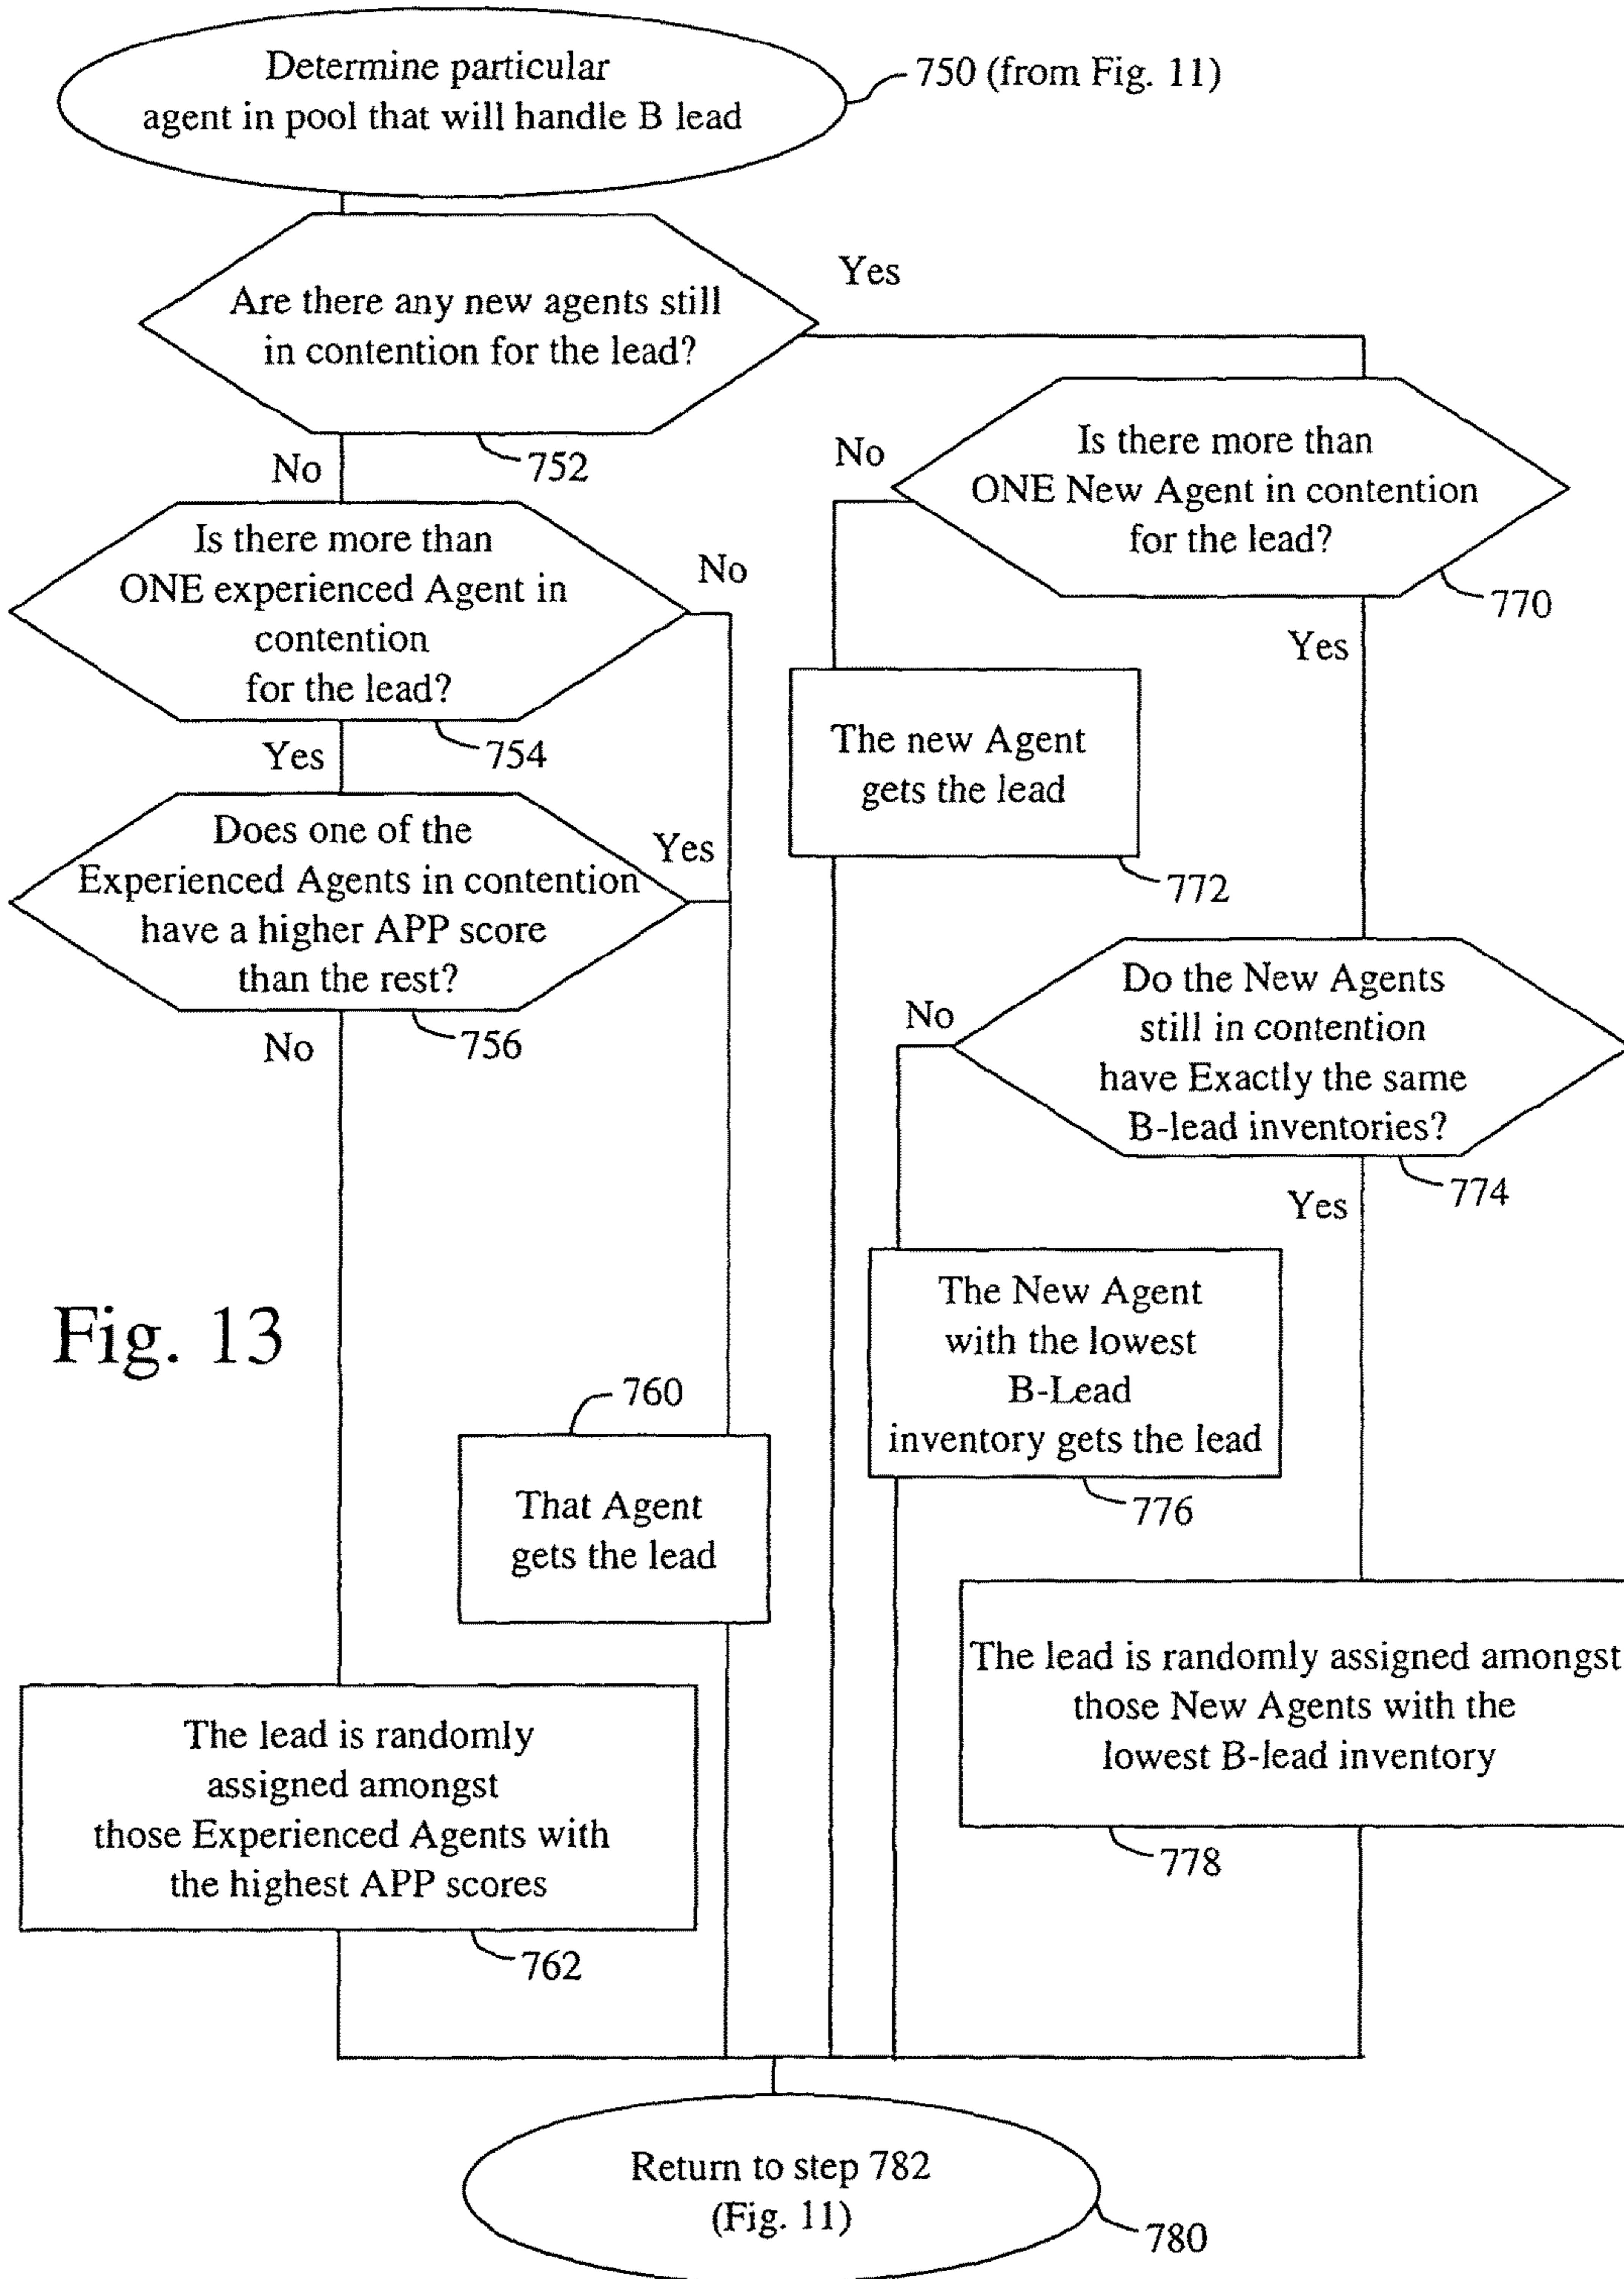 Determine particular
agent in pool that will handle B lead
750 (from Fig. 11)
Are there any new agents still
in contention for the lead?
Yes
752
No
Is there more than
ONE New Agent in contention
for the lead?
No
770
Yes
Is there more than
ONE experienced Agent in
contention
for the lead?
No
754
Yes
The new Agent
gets the lead
772
Does one of the
Experienced Agents in contention
have a higher APP score
than the rest?
Yes
756
No
Do the New Agents
still in contention
have Exactly the same
B-lead inventories?
No
774
Yes
The New Agent
with the lowest
B-Lead
inventory gets the lead
776
Fig. 13
760
That Agent
gets the lead
The lead is randomly assigned amongst
those New Agents with the
lowest B-lead inventory
778
The lead is randomly
assigned amongst
those Experienced Agents with
the highest APP scores
762
Return to step 782
(Fig. 11)
780